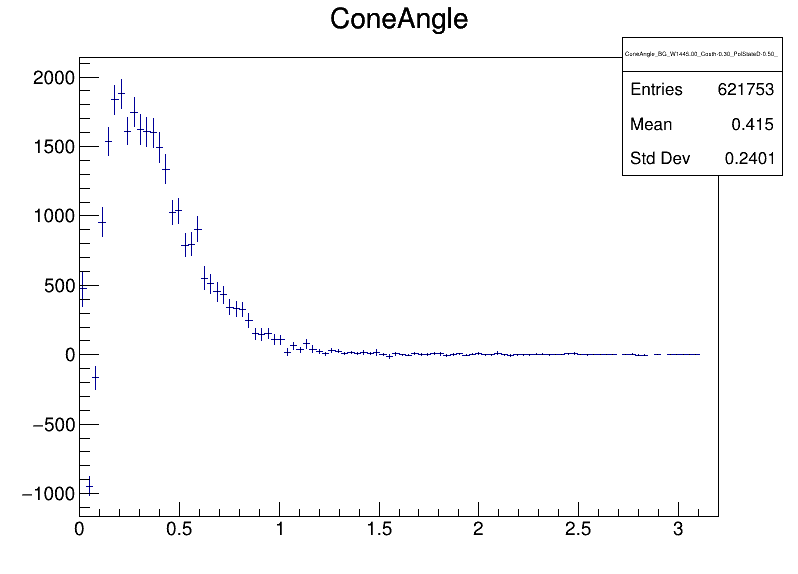 ConeAngle
ConeAngle_BG_W1445.00_Costh-0.30_PolStateD-0.50_
Entries 621753
Mean 0.415
Std Dev 0.2401
2000
1500
1000
500
0
−500
−1000
0 0.5 1 1.5 2 2.5 3